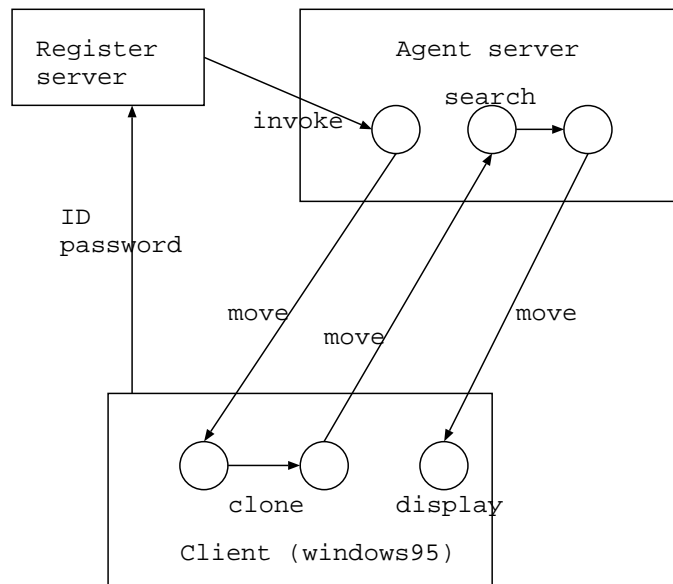 Register
server
Agent server
search
invoke
ID
password
move
move
move
clone
display
Client (windows95)